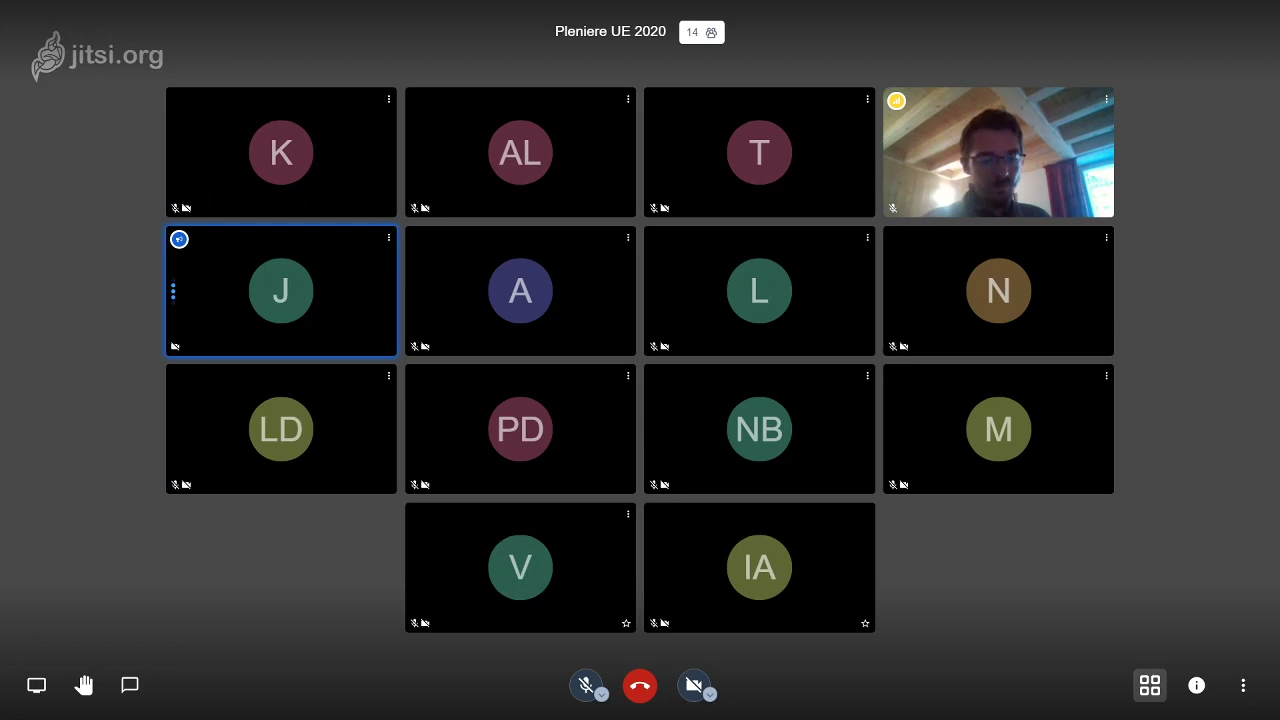 Pleniere UE 2020 14
jitsi.org
K AL T
J A L N
LD PD NB M
V IA